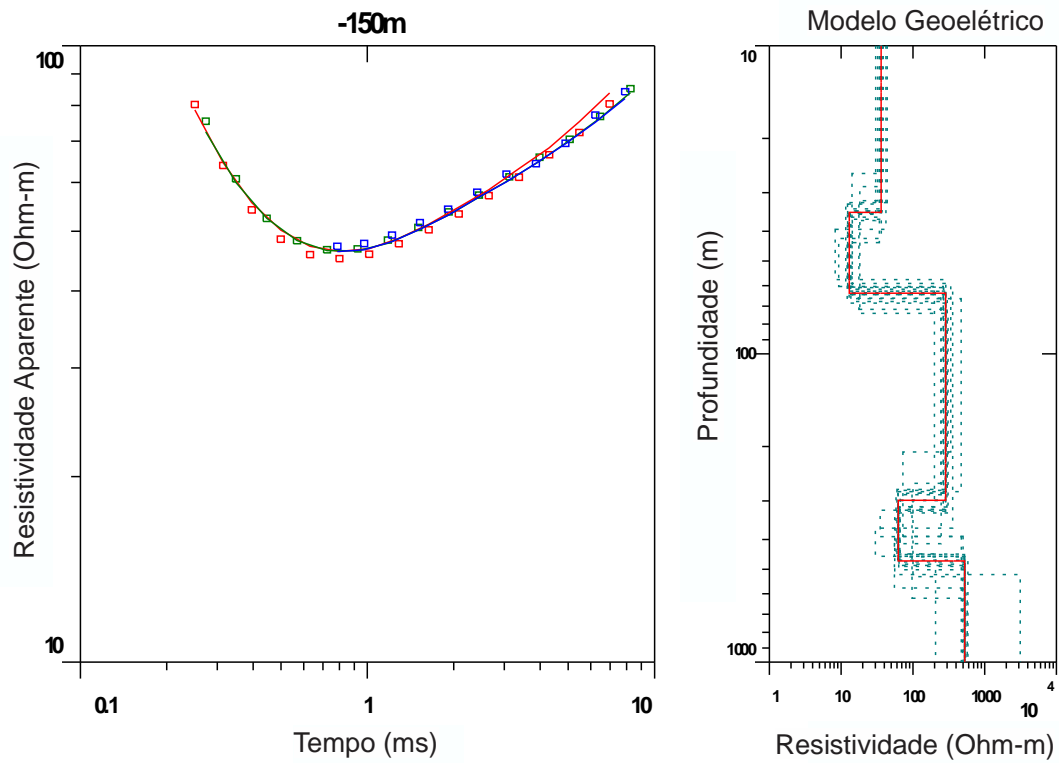 -150m
100
10
Resistividade Aparente (Ohm-m)
0.1
1
10
Tempo (ms)
Modelo Geoelétrico
10
100
1000
Profundidade (m)
1
10
100
1000
10 4
Resistividade (Ohm-m)